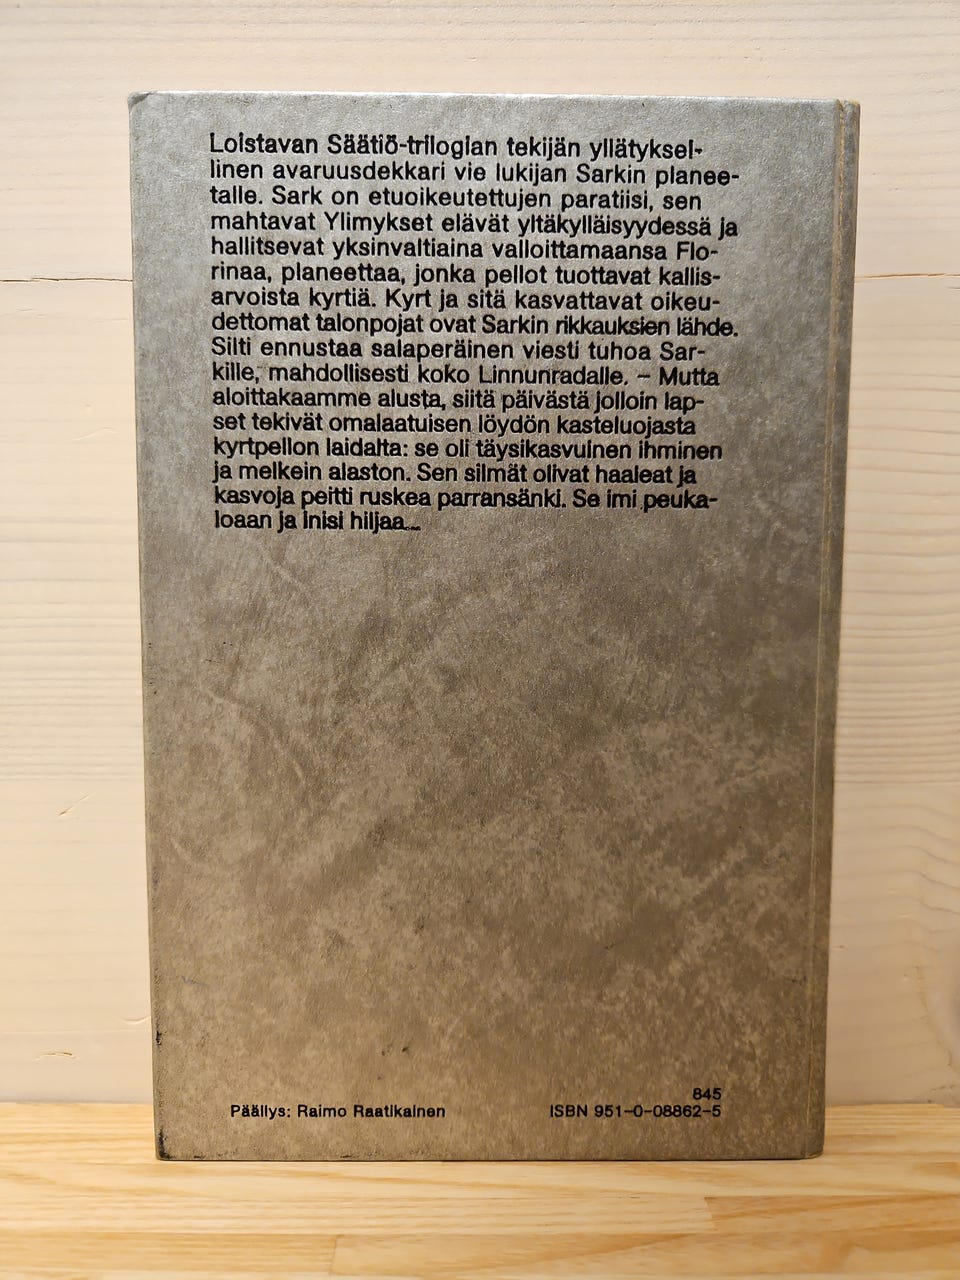 Loistavan Säätiö-trilogian tekijän yllätyksel-
linen avaruusdekkari vie lukijan Sarkin planee-
talle. Sark on etuoikeutettujen paratiisi, sen
mahtavat Ylimykset elävät yltäkylläisyydessä ja
hallitsevat yksinvaltiaina valloittamaansa Flo-
rinaa, planeettaa, jonka pellot tuottavat kallis-
arvoista kyrtiä. Kyrt ja sitä kasvattavat oikeu-
dettomat talonpojat ovat Sarkin rikkauksien lähde.
Silti ennustaa salaperäinen viesti tuhoa Sar-
kille, mahdollisesti koko Linnunradalle. – Mutta
aloittakaamme alusta, siitä päivästä jolloin lap-
set tekivät omalaatuisen löydön kasteluojasta
kyrtpellon laidalta: se oli täysikasvuinen ihminen
ja melkein alaston. Sen silmät olivat haaleat ja
kasvoja peitti ruskea parransänki. Se imi peuka-
loaan ja inisi hiljaa...
845
Päällys: Raimo Raatikainen ISBN 951-0-08862-5